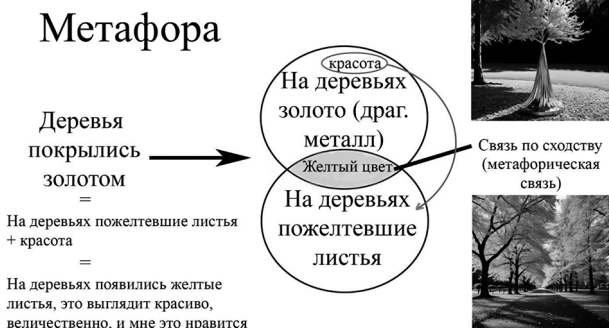 Метафора
Деревья
покрылись
золотом
=
На деревьях пожелтевшие листья
+ красота
=
На деревьях появились желтые
листья, это выглядит красиво,
величественно, и мне это нравится
красота
На деревьях
золото (драг.
металл)
Желтый цвет
На деревьях
пожелтевшие
листья
Связь по сходству
(метафорическая
связь)